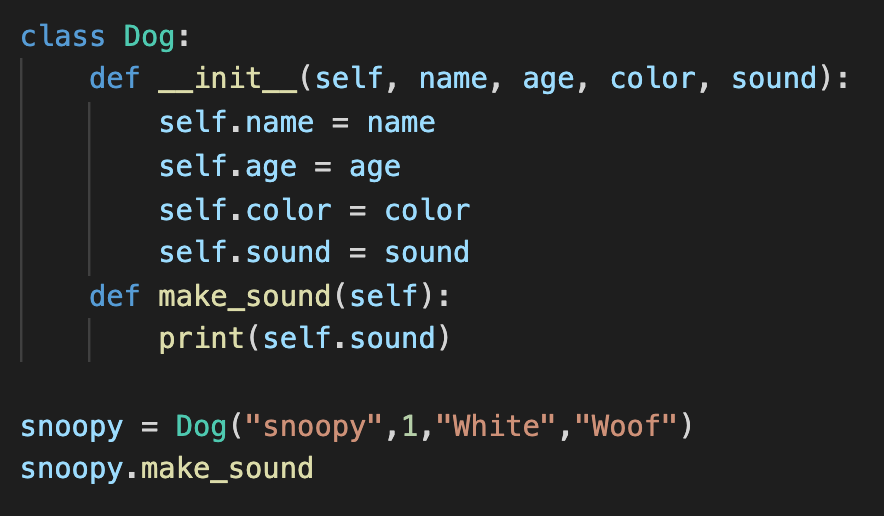 class Dog:
    def __init__(self, name, age, color, sound):
        self.name = name
        self.age = age
        self.color = color
        self.sound = sound
    def make_sound(self):
        print(self.sound)

snoopy = Dog("snoopy",1,"White","Woof")
snoopy.make_sound